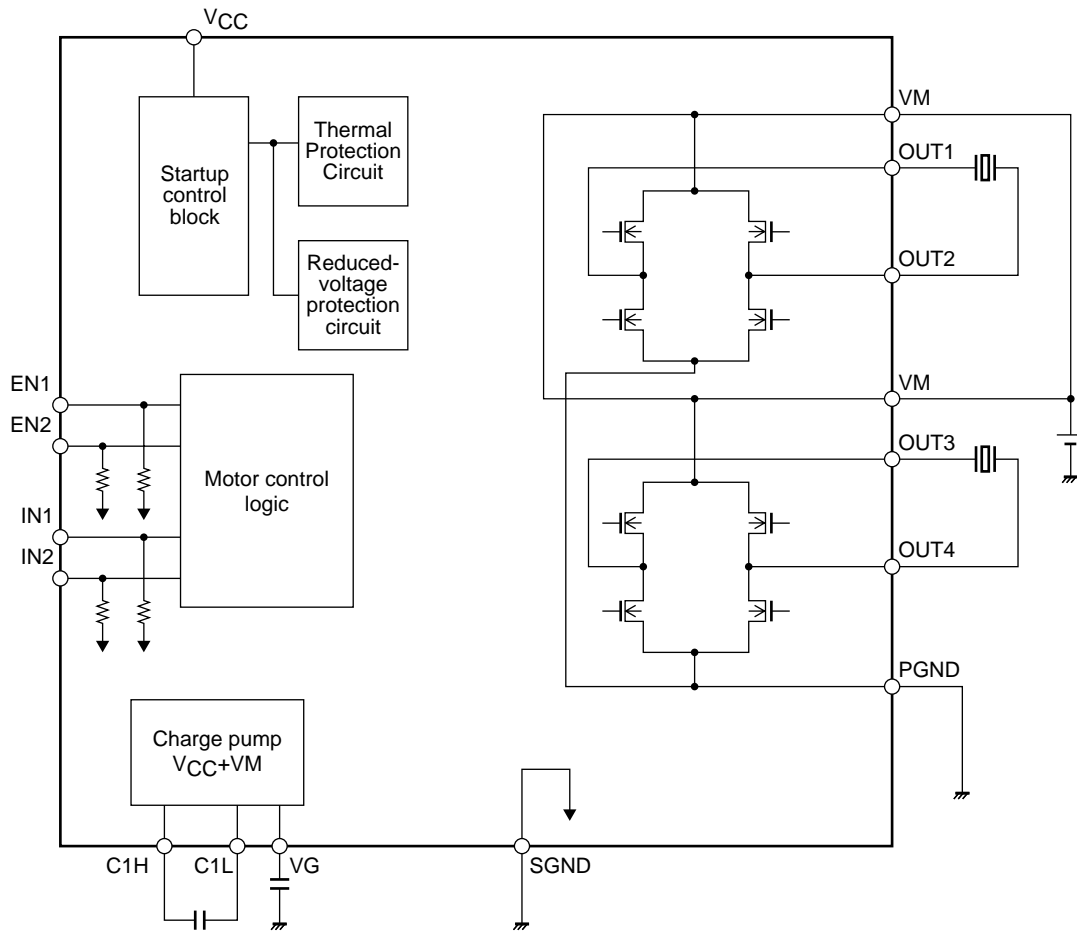 VCC
VM
Thermal
Protection
Circuit
OUT1
Startup
control
block
OUT2
Reduced-
voltage
protection
circuit
EN1
VM
EN2
OUT3
Motor control
logic
IN1
OUT4
IN2
PGND
Charge pump
VCC+VM
C1H
C1L
VG
SGND